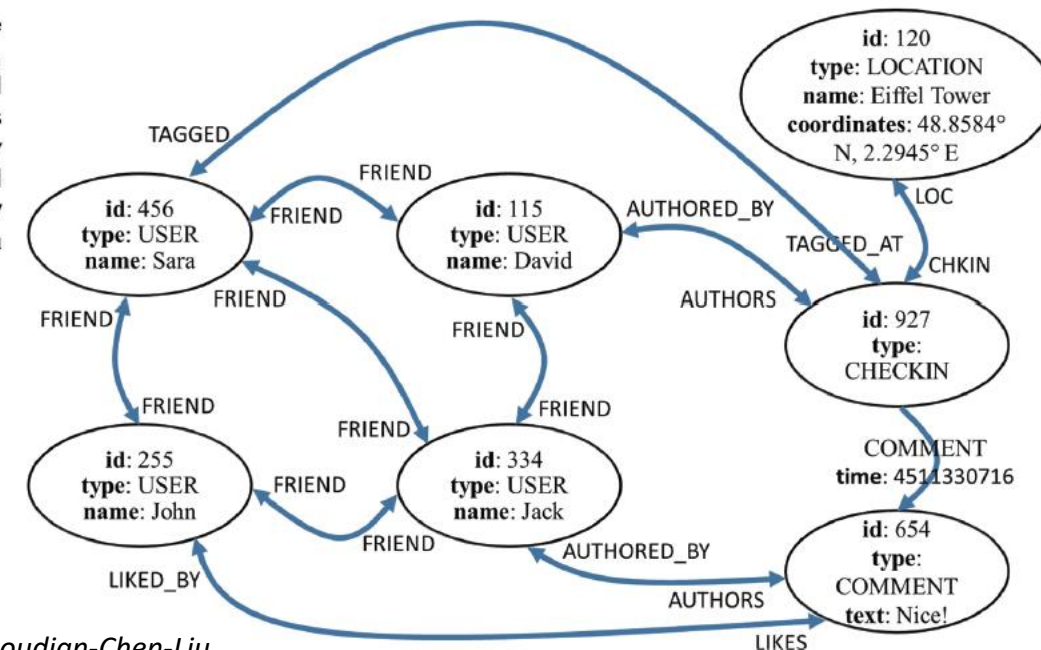 id: 120
type: LOCATION
name: Eiffel Tower
coordinates: 48.8584°
N, 2.2945° E
TAGGED
LOC
FRIEND
FRIEND
id: 456
type: USER
name: Sara
id: 115
type: USER
name: David
AUTHORED_BY
TAGGED_AT
CHKIN
AUTHORS
FRIEND
FRIEND
FRIEND
id: 927
type:
CHECKIN
FRIEND
FRIEND
FRIEND
COMMENT
time: 4511330716
id: 255
type: USER
name: John
FRIEND
id: 334
type: USER
name: Jack
FRIEND
id: 654
type:
COMMENT
text: Nice!
AUTHORED_BY
AUTHORS
LIKED_BY
LIKES
oudian-Chen-Liu